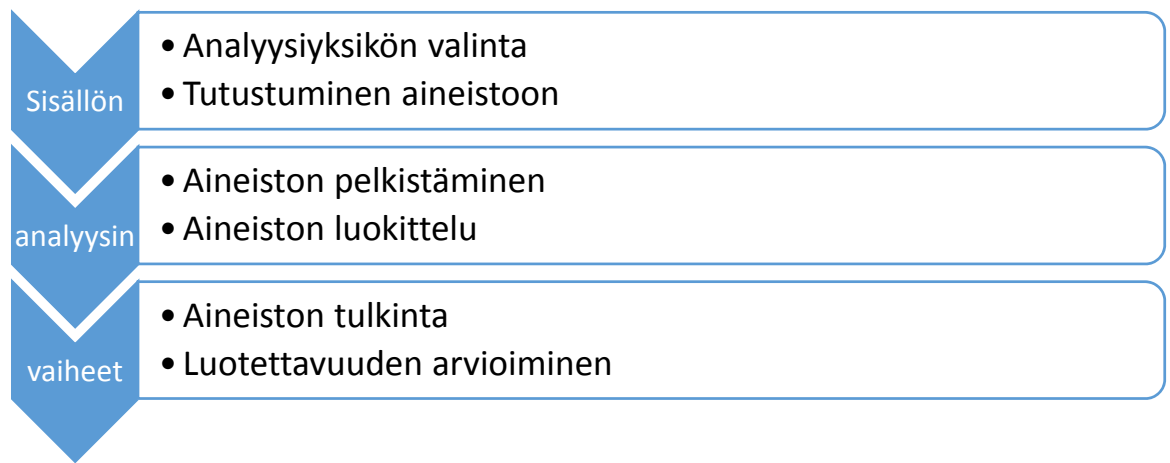 Sisällön
• Analyysiyksikön valinta
• Tutustuminen aineistoon
analyysin
• Aineiston pelkistäminen
• Aineiston luokittelu
vaiheet
• Aineiston tulkinta
• Luotettavuuden arvioiminen